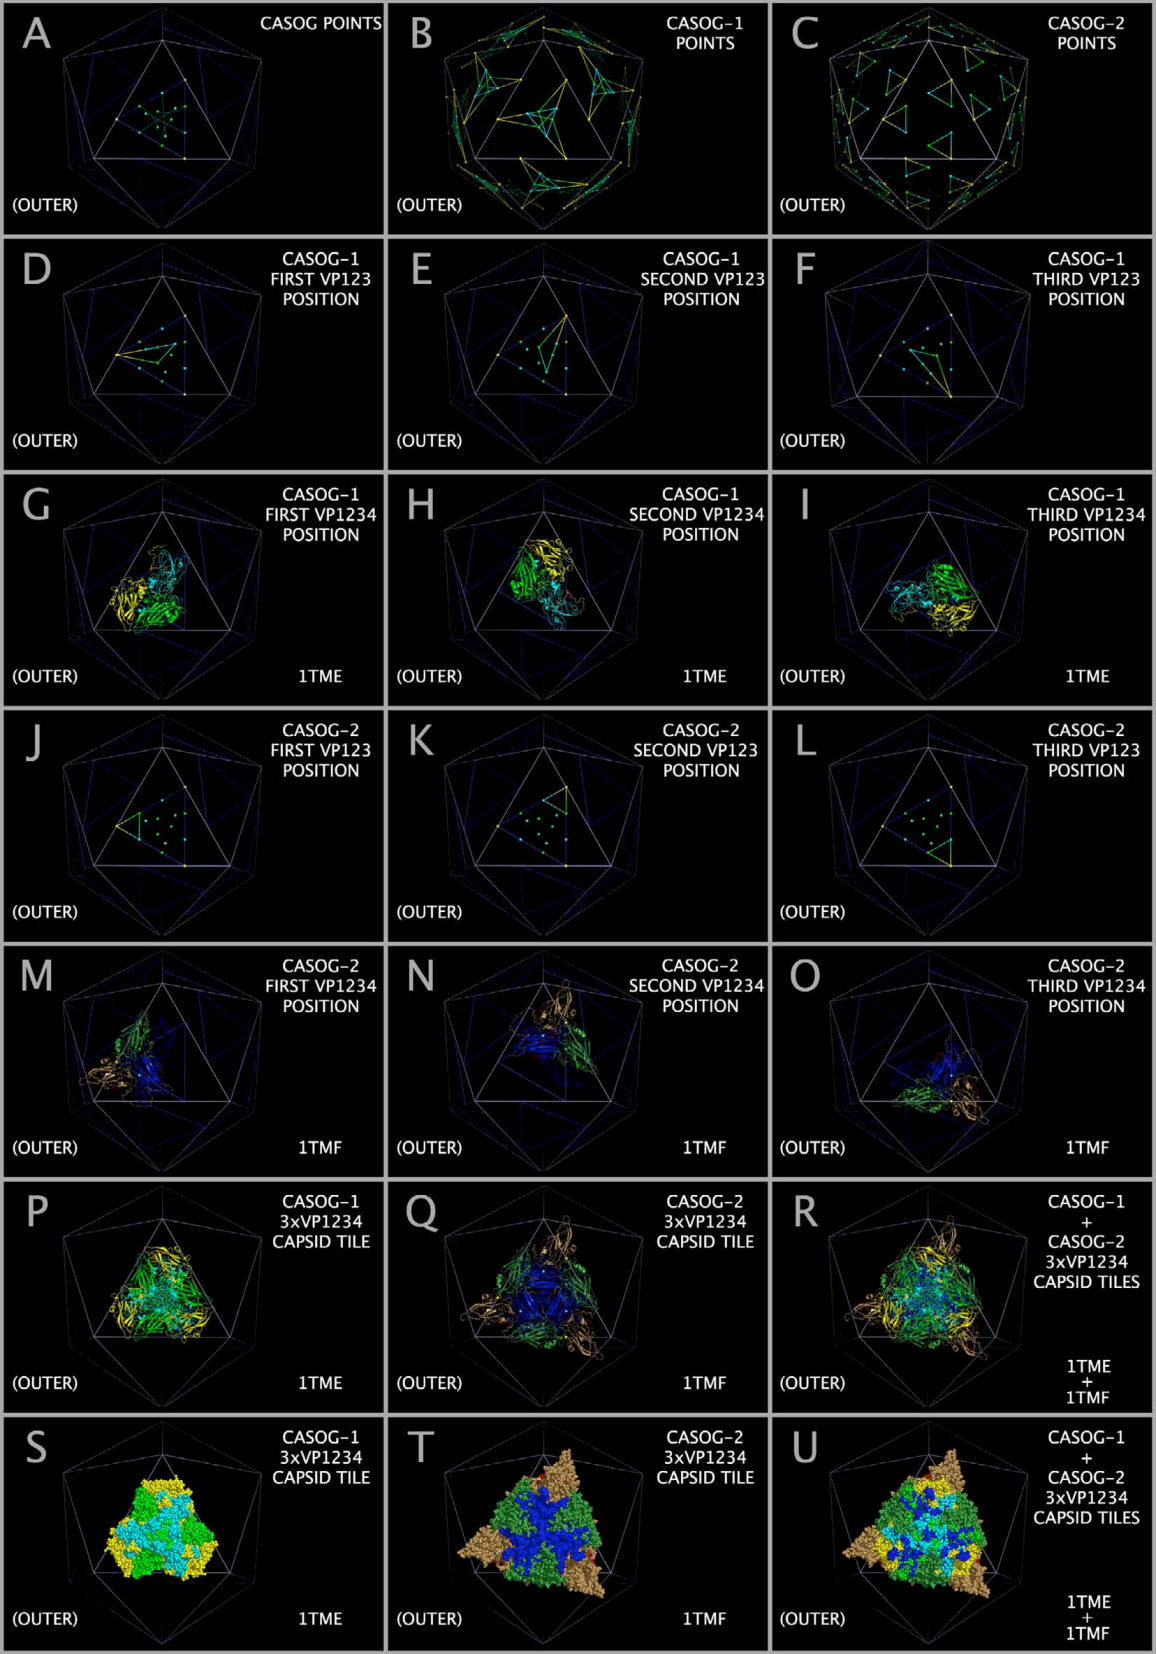 A
CASOG POINTS
(OUTER)
B
CASOG-1
POINTS
(OUTER)
C
CASOG-2
POINTS
(OUTER)
D
CASOG-1
FIRST VP123
POSITION
(OUTER)
E
CASOG-1
SECOND VP123
POSITION
(OUTER)
F
CASOG-1
THIRD VP123
POSITION
(OUTER)
G
CASOG-1
FIRST VP1234
POSITION
(OUTER)
1TME
H
CASOG-1
SECOND VP1234
POSITION
(OUTER)
1TME
I
CASOG-1
THIRD VP1234
POSITION
(OUTER)
1TME
J
CASOG-2
FIRST VP123
POSITION
(OUTER)
K
CASOG-2
SECOND VP123
POSITION
(OUTER)
L
CASOG-2
THIRD VP123
POSITION
(OUTER)
M
CASOG-2
FIRST VP1234
POSITION
(OUTER)
1TMF
N
CASOG-2
SECOND VP1234
POSITION
(OUTER)
1TMF
O
CASOG-2
THIRD VP1234
POSITION
(OUTER)
1TMF
P
CASOG-1
3xVP1234
CAPSID TILE
(OUTER)
1TME
Q
CASOG-2
3xVP1234
CAPSID TILE
(OUTER)
1TMF
R
CASOG-1
+
CASOG-2
3xVP1234
CAPSID TILES
(OUTER)
1TME
+
1TMF
S
CASOG-1
3xVP1234
CAPSID TILE
(OUTER)
1TME
T
CASOG-2
3xVP1234
CAPSID TILE
(OUTER)
1TMF
U
CASOG-1
+
CASOG-2
3xVP1234
CAPSID TILES
(OUTER)
1TME
+
1TMF